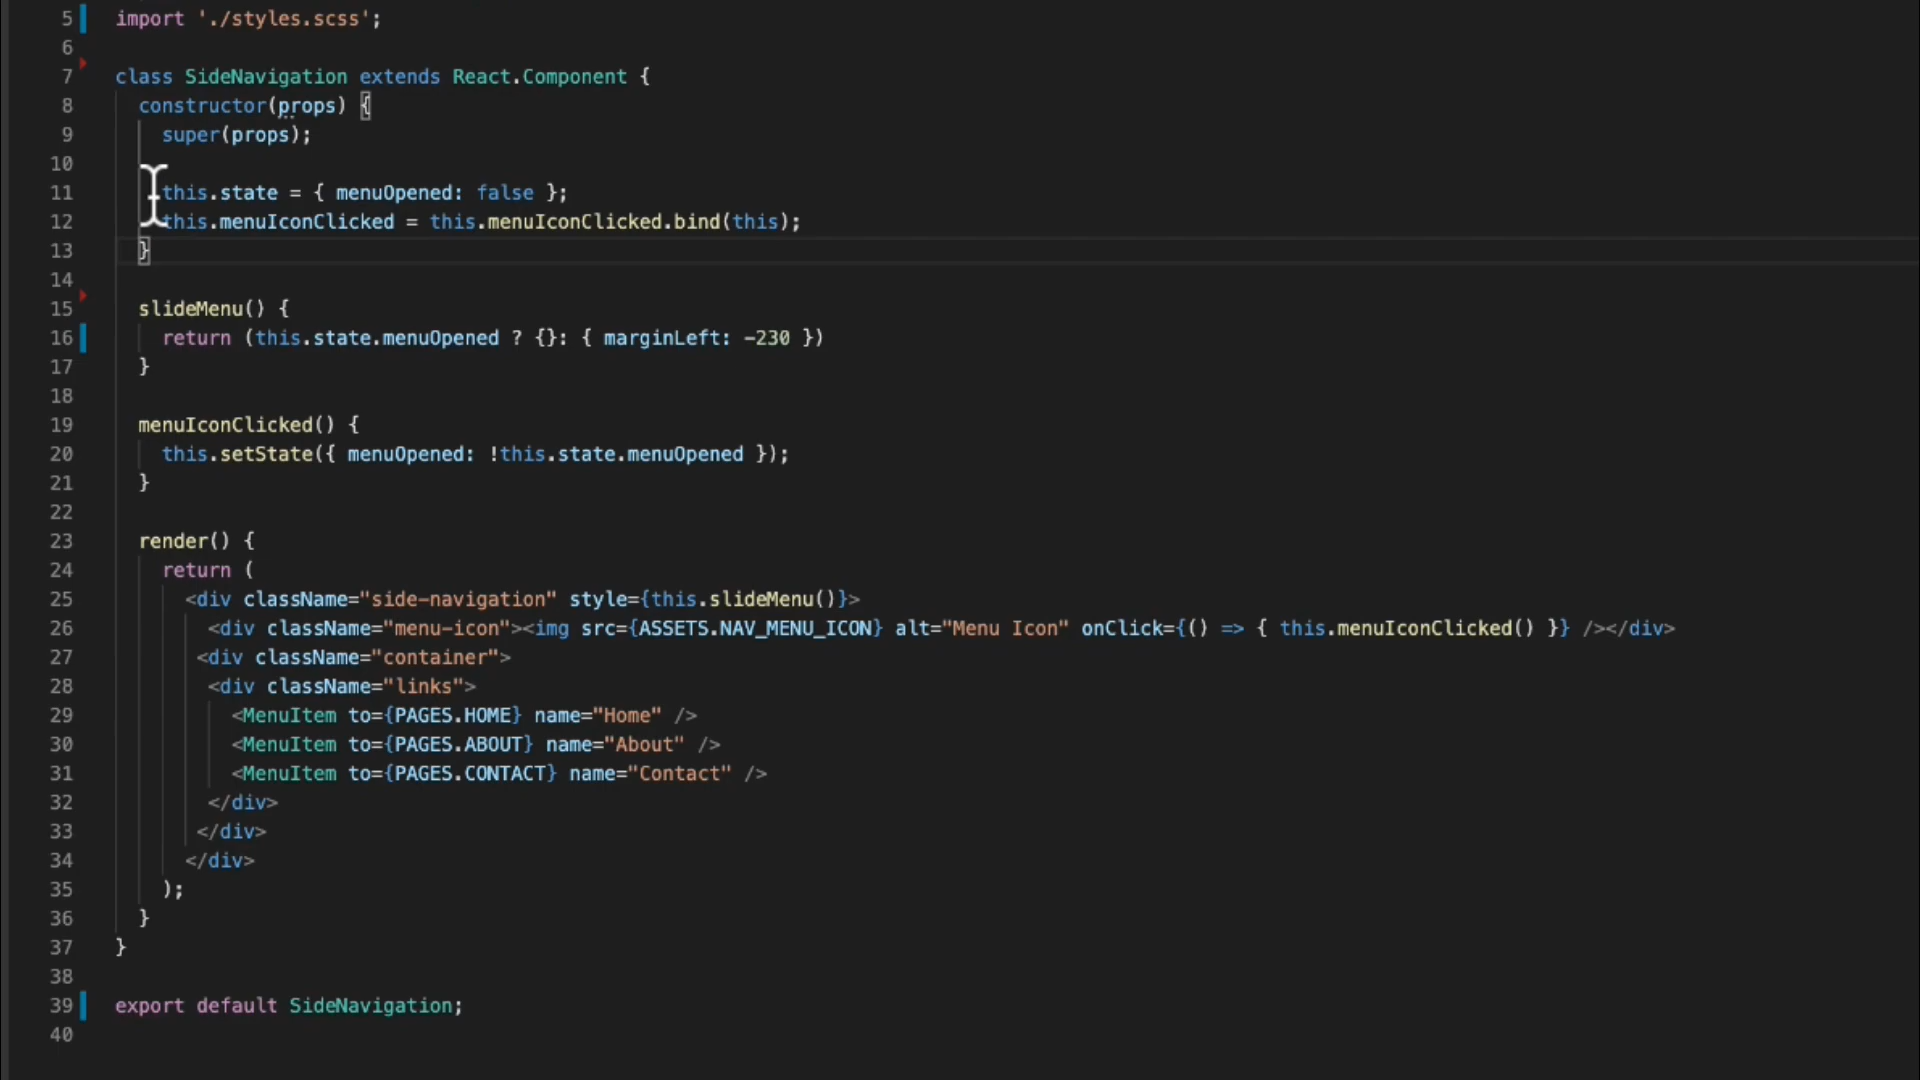 5 import './styles.scss';
6
7 class SideNavigation extends React.Component {
8 constructor(props) {
9 super(props);
10
11 this.state = { menuOpened: false };
12 this.menuIconClicked = this.menuIconClicked.bind(this);
13 }
14
15 slideMenu() {
16 return (this.state.menuOpened ? {}: { marginLeft: -230 })
17 }
18
19 menuIconClicked() {
20 this.setState({ menuOpened: !this.state.menuOpened });
21 }
22
23 render() {
24 return (
25 <div className="side-navigation" style={this.slideMenu()}>
26 <div className="menu-icon"><img src={ASSETS.NAV_MENU_ICON} alt="Menu Icon" onClick={() => { this.menuIconClicked() }} /></div>
27 <div className="container">
28 <div className="links">
29 <MenuItem to={PAGES.HOME} name="Home" />
30 <MenuItem to={PAGES.ABOUT} name="About" />
31 <MenuItem to={PAGES.CONTACT} name="Contact" />
32 </div>
33 </div>
34 </div>
35 );
36 }
37 }
38
39 export default SideNavigation;
40